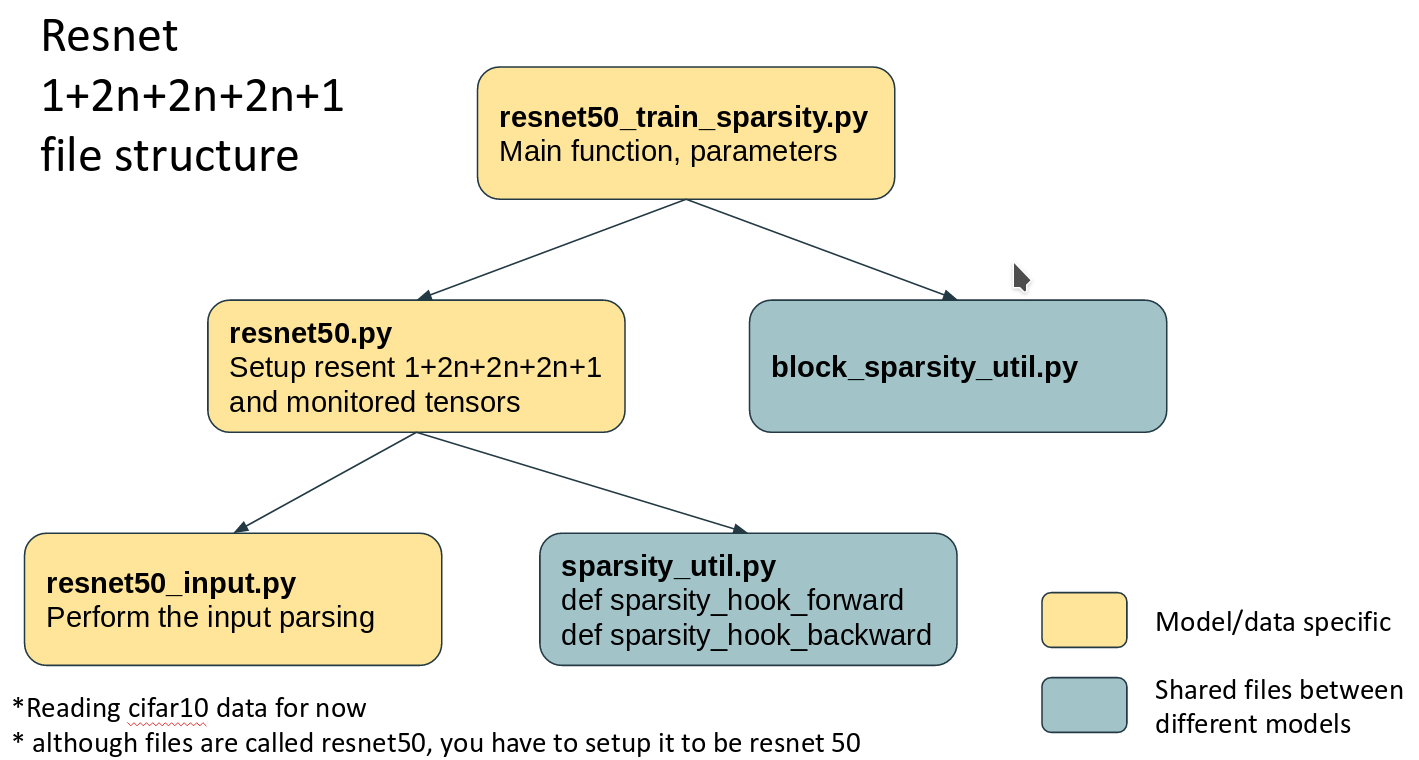 Resnet
1+2n+2n+2n+1
file structure
resnet50_train_sparsity.py
Main function, parameters
resnet50.py
Setup resent 1+2n+2n+2n+1
and monitored tensors
block_sparsity_util.py
resnet50_input.py
Perform the input parsing
sparsity_util.py
def sparsity_hook_forward
def sparsity_hook_backward
Model/data specific
Shared files between
different models
*Reading cifar10 data for now
* although files are called resnet50, you have to setup it to be resnet 50